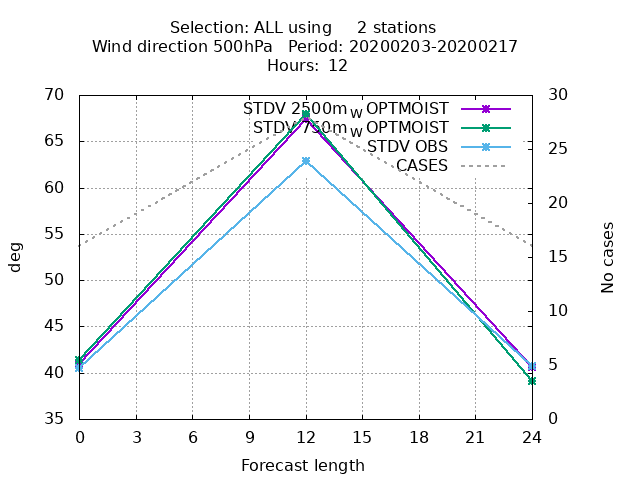 Selection: ALL using     2 stations
Wind direction 500hPa   Period: 20200203-20200217
Hours: 12
STDV 2500m_W OPTMOIST
STDV 750m_W OPTMOIST
STDV OBS
CASES
70
65
60
55
50
45
40
35
deg
30
25
20
15
10
5
0
No cases
0 3 6 9 12 15 18 21 24
Forecast length